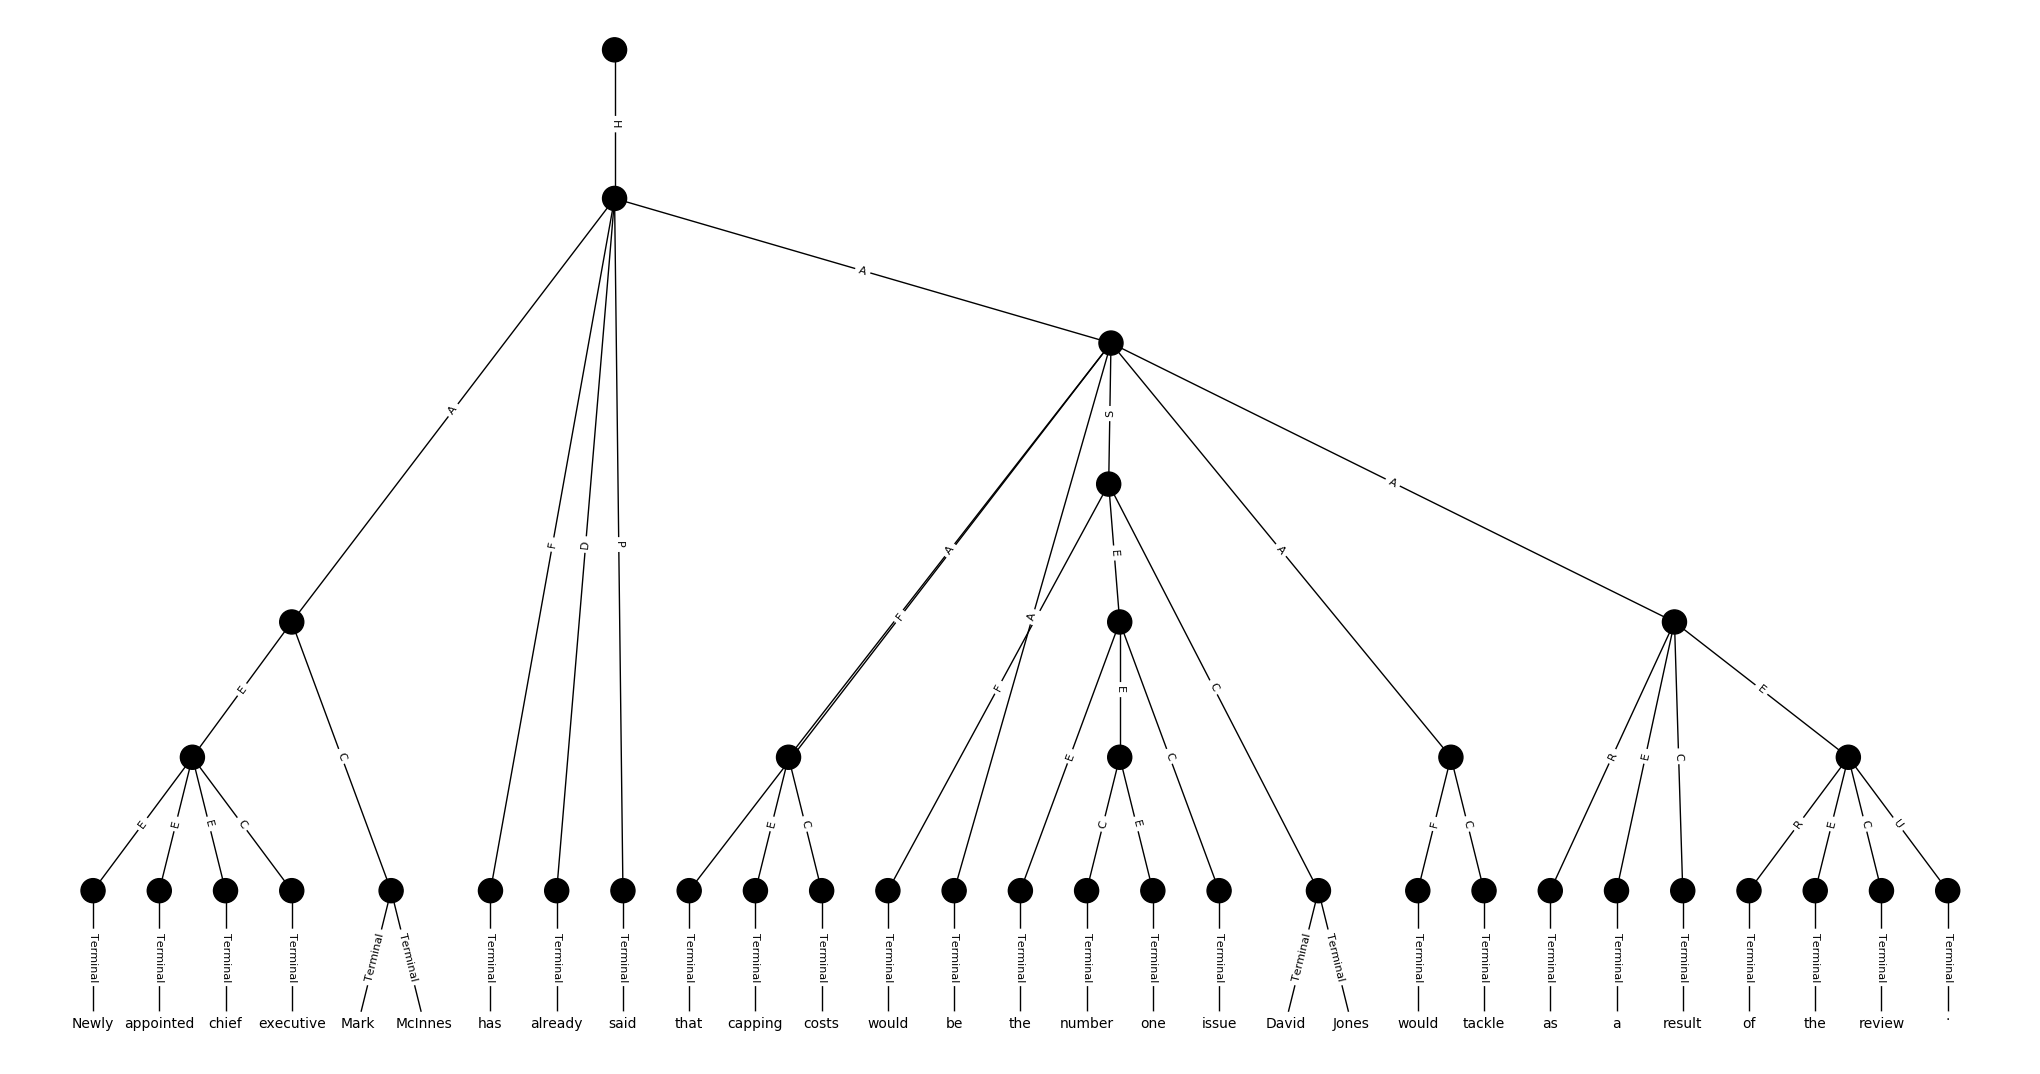 H
A
A
A
S
A
F
D
P
A
A
F
A
E
E
F
C
E
E
C
E
C
R
E
C
E
E
E
E
C
E
C
C
E
F
C
R
E
C
U
Terminal Terminal Terminal Terminal Terminal Terminal Terminal Terminal Terminal Terminal Terminal Terminal Terminal Terminal Terminal Terminal Terminal Terminal Terminal Terminal Terminal Terminal Terminal Terminal Terminal Terminal Terminal Terminal Terminal
Newly appointed chief executive Mark McInnes has already said that capping costs would be the number one issue David Jones would tackle as a result of the review .